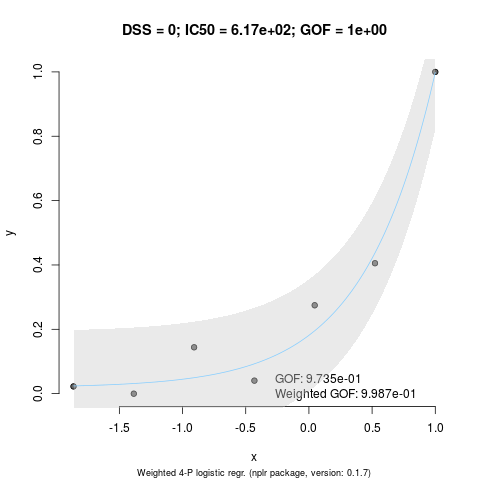 DSS = 0; IC50 = 6.17e+02; GOF = 1e+00
1.0
0.8
0.6
0.4
0.2
0.0
y
GOF: 9.735e-01
Weighted GOF: 9.987e-01
-1.5 -1.0 -0.5 0.0 0.5 1.0
x
Weighted 4-P logistic regr. (nplr package, version: 0.1.7)